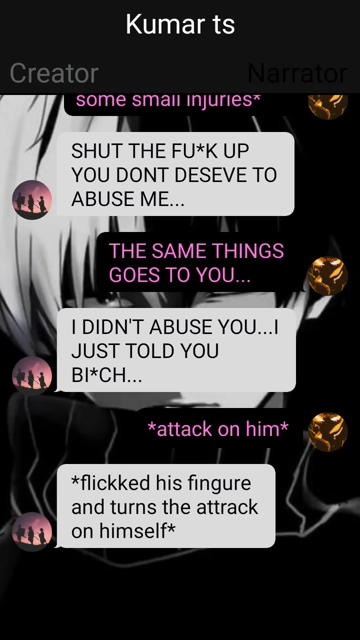 Kumar ts
Creator
Narrator
some small injuries*
SHUT THE FU*K UP
YOU DONT DESEVE TO
ABUSE ME...
THE SAME THINGS
GOES TO YOU...
I DIDN'T ABUSE YOU...I
JUST TOLD YOU
BI*CH...
*attack on him*
*flickked his fingure
and turns the attrack
on himself*